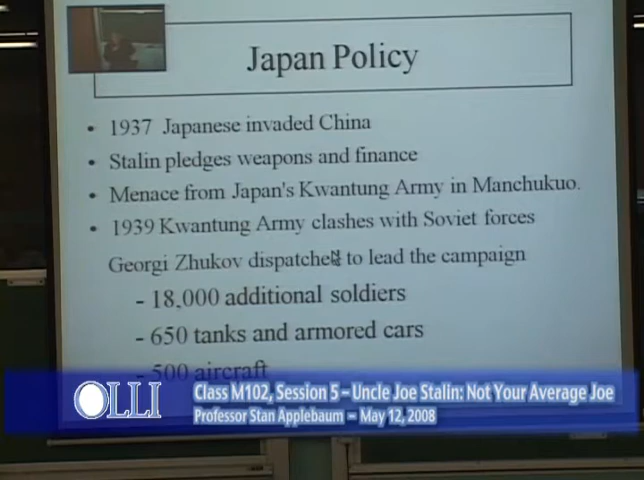 Japan Policy
• 1937 Japanese invaded China
• Stalin pledges weapons and finance
• Menace from Japan's Kwantung Army in Manchukuo.
• 1939 Kwantung Army clashes with Soviet forces
Georgi Zhukov dispatched to lead the campaign
- 18,000 additional soldiers
- 650 tanks and armored cars
- 500 aircraft
OLLI
Class M102, Session 5 – Uncle Joe Stalin: Not Your Average Joe
Professor Stan Applebaum – May 12, 2008